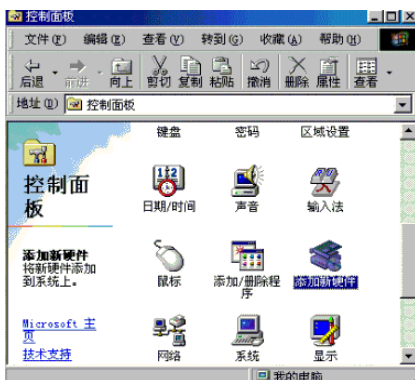 控制面板
文件(F) 编辑(E) 查看(V) 转到(G) 收藏(A) 帮助(H)
后退 前进 向上 剪切 复制 粘贴 撤消 删除 属性 查看
地址(D) 控制面板
键盘 密码 区域设置
控制面
板
日期/时间 声音 输入法
添加新硬件
将新硬件添加
到系统上。
鼠标 添加/删除程
序 添加新硬件
Microsoft 主
页
技术支持
网络 系统 显示
我的电脑